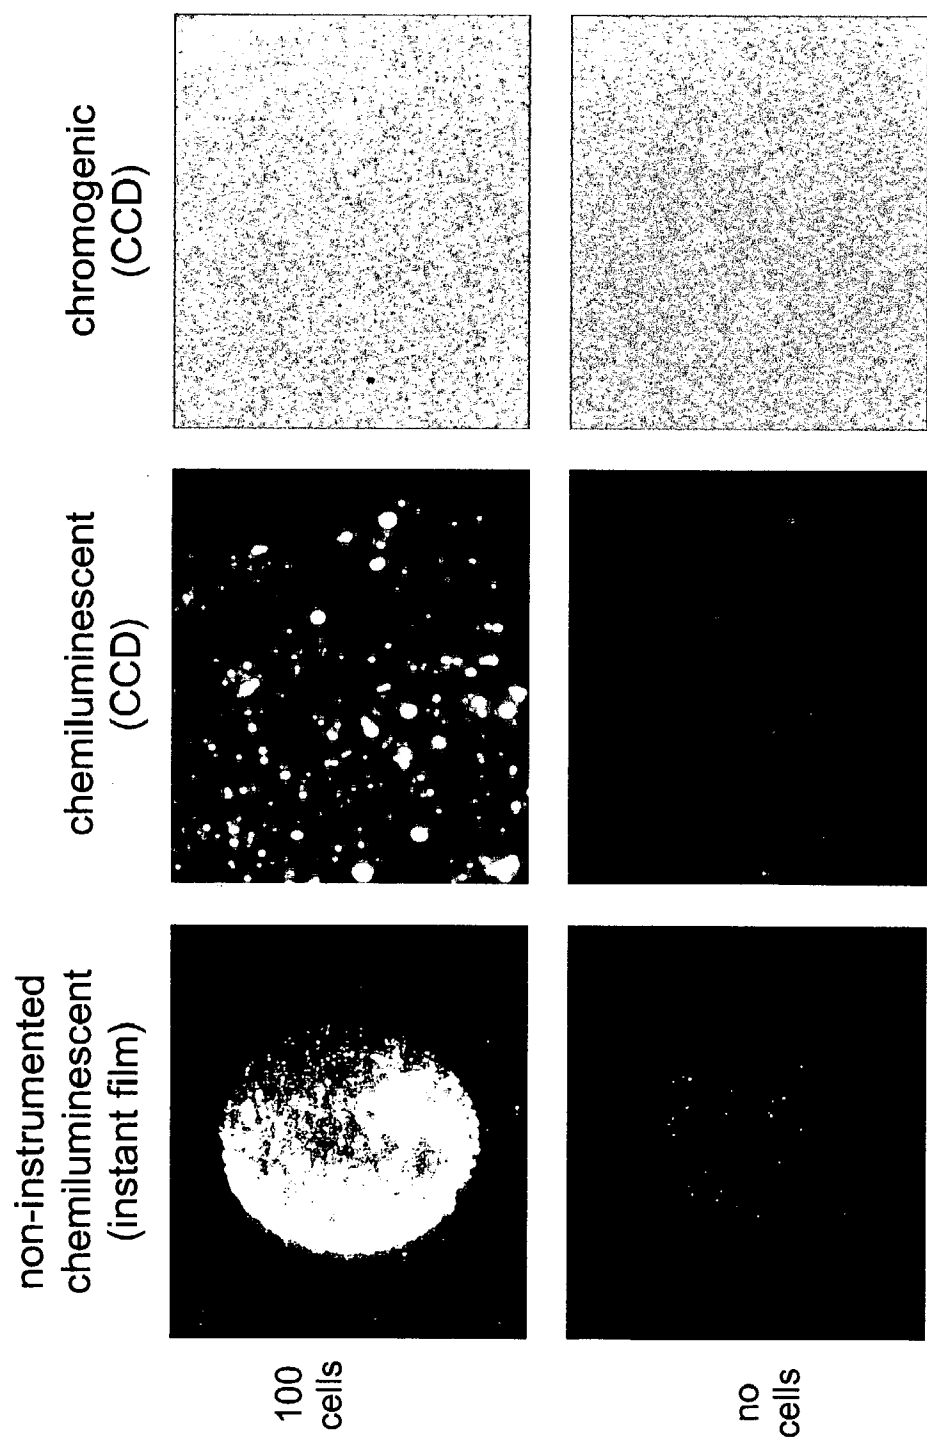 non-instrumented
chemiluminescent
(instant film)
chemiluminescent
(CCD)
chromogenic
(CCD)
100
cells
no
cells